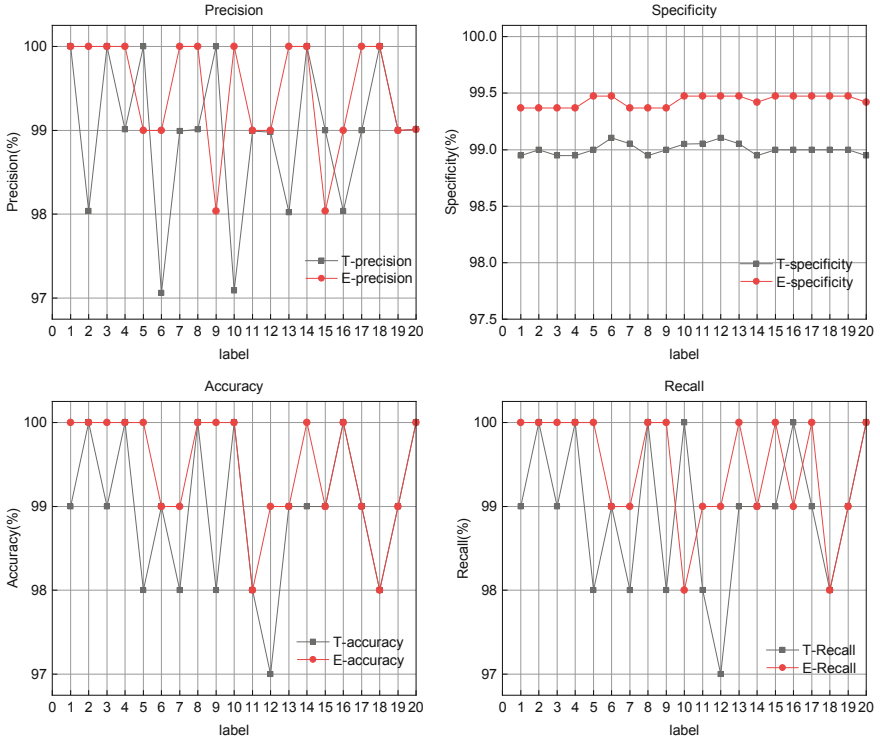 Precision
100
99
98
97
Precision(%)
T-precision
E-precision
0 1 2 3 4 5 6 7 8 9 10 11 12 13 14 15 16 17 18 19 20
label
Specificity
100.0
99.5
99.0
98.5
98.0
97.5
Specificity(%)
T-specificity
E-specificity
0 1 2 3 4 5 6 7 8 9 10 11 12 13 14 15 16 17 18 19 20
label
Accuracy
100
99
98
97
Accuracy(%)
T-accuracy
E-accuracy
0 1 2 3 4 5 6 7 8 9 10 11 12 13 14 15 16 17 18 19 20
label
Recall
100
99
98
97
Recall(%)
T-Recall
E-Recall
0 1 2 3 4 5 6 7 8 9 10 11 12 13 14 15 16 17 18 19 20
label